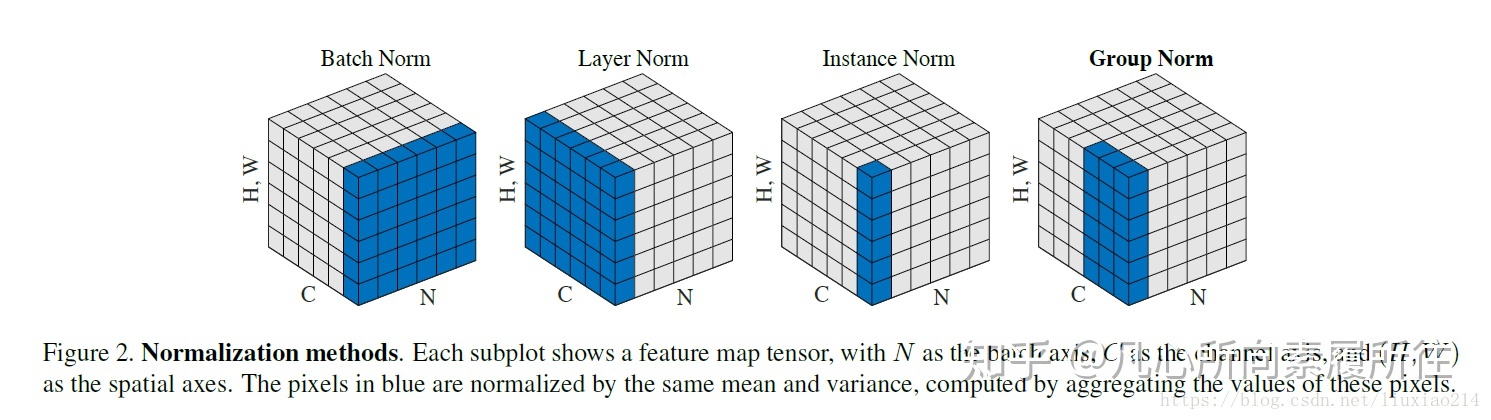 Batch Norm
Layer Norm
Instance Norm
Group Norm
H, W
C
N
H, W
C
N
H, W
C
N
H, W
C
N
Figure 2. Normalization methods. Each subplot shows a feature map tensor, with N as the batch axis, C as the channel axis, and (H, W)
as the spatial axes. The pixels in blue are normalized by the same mean and variance, computed by aggregating the values of these pixels.
知乎 @凡心所向素履所往
https://blog.csdn.net/liuxiao214